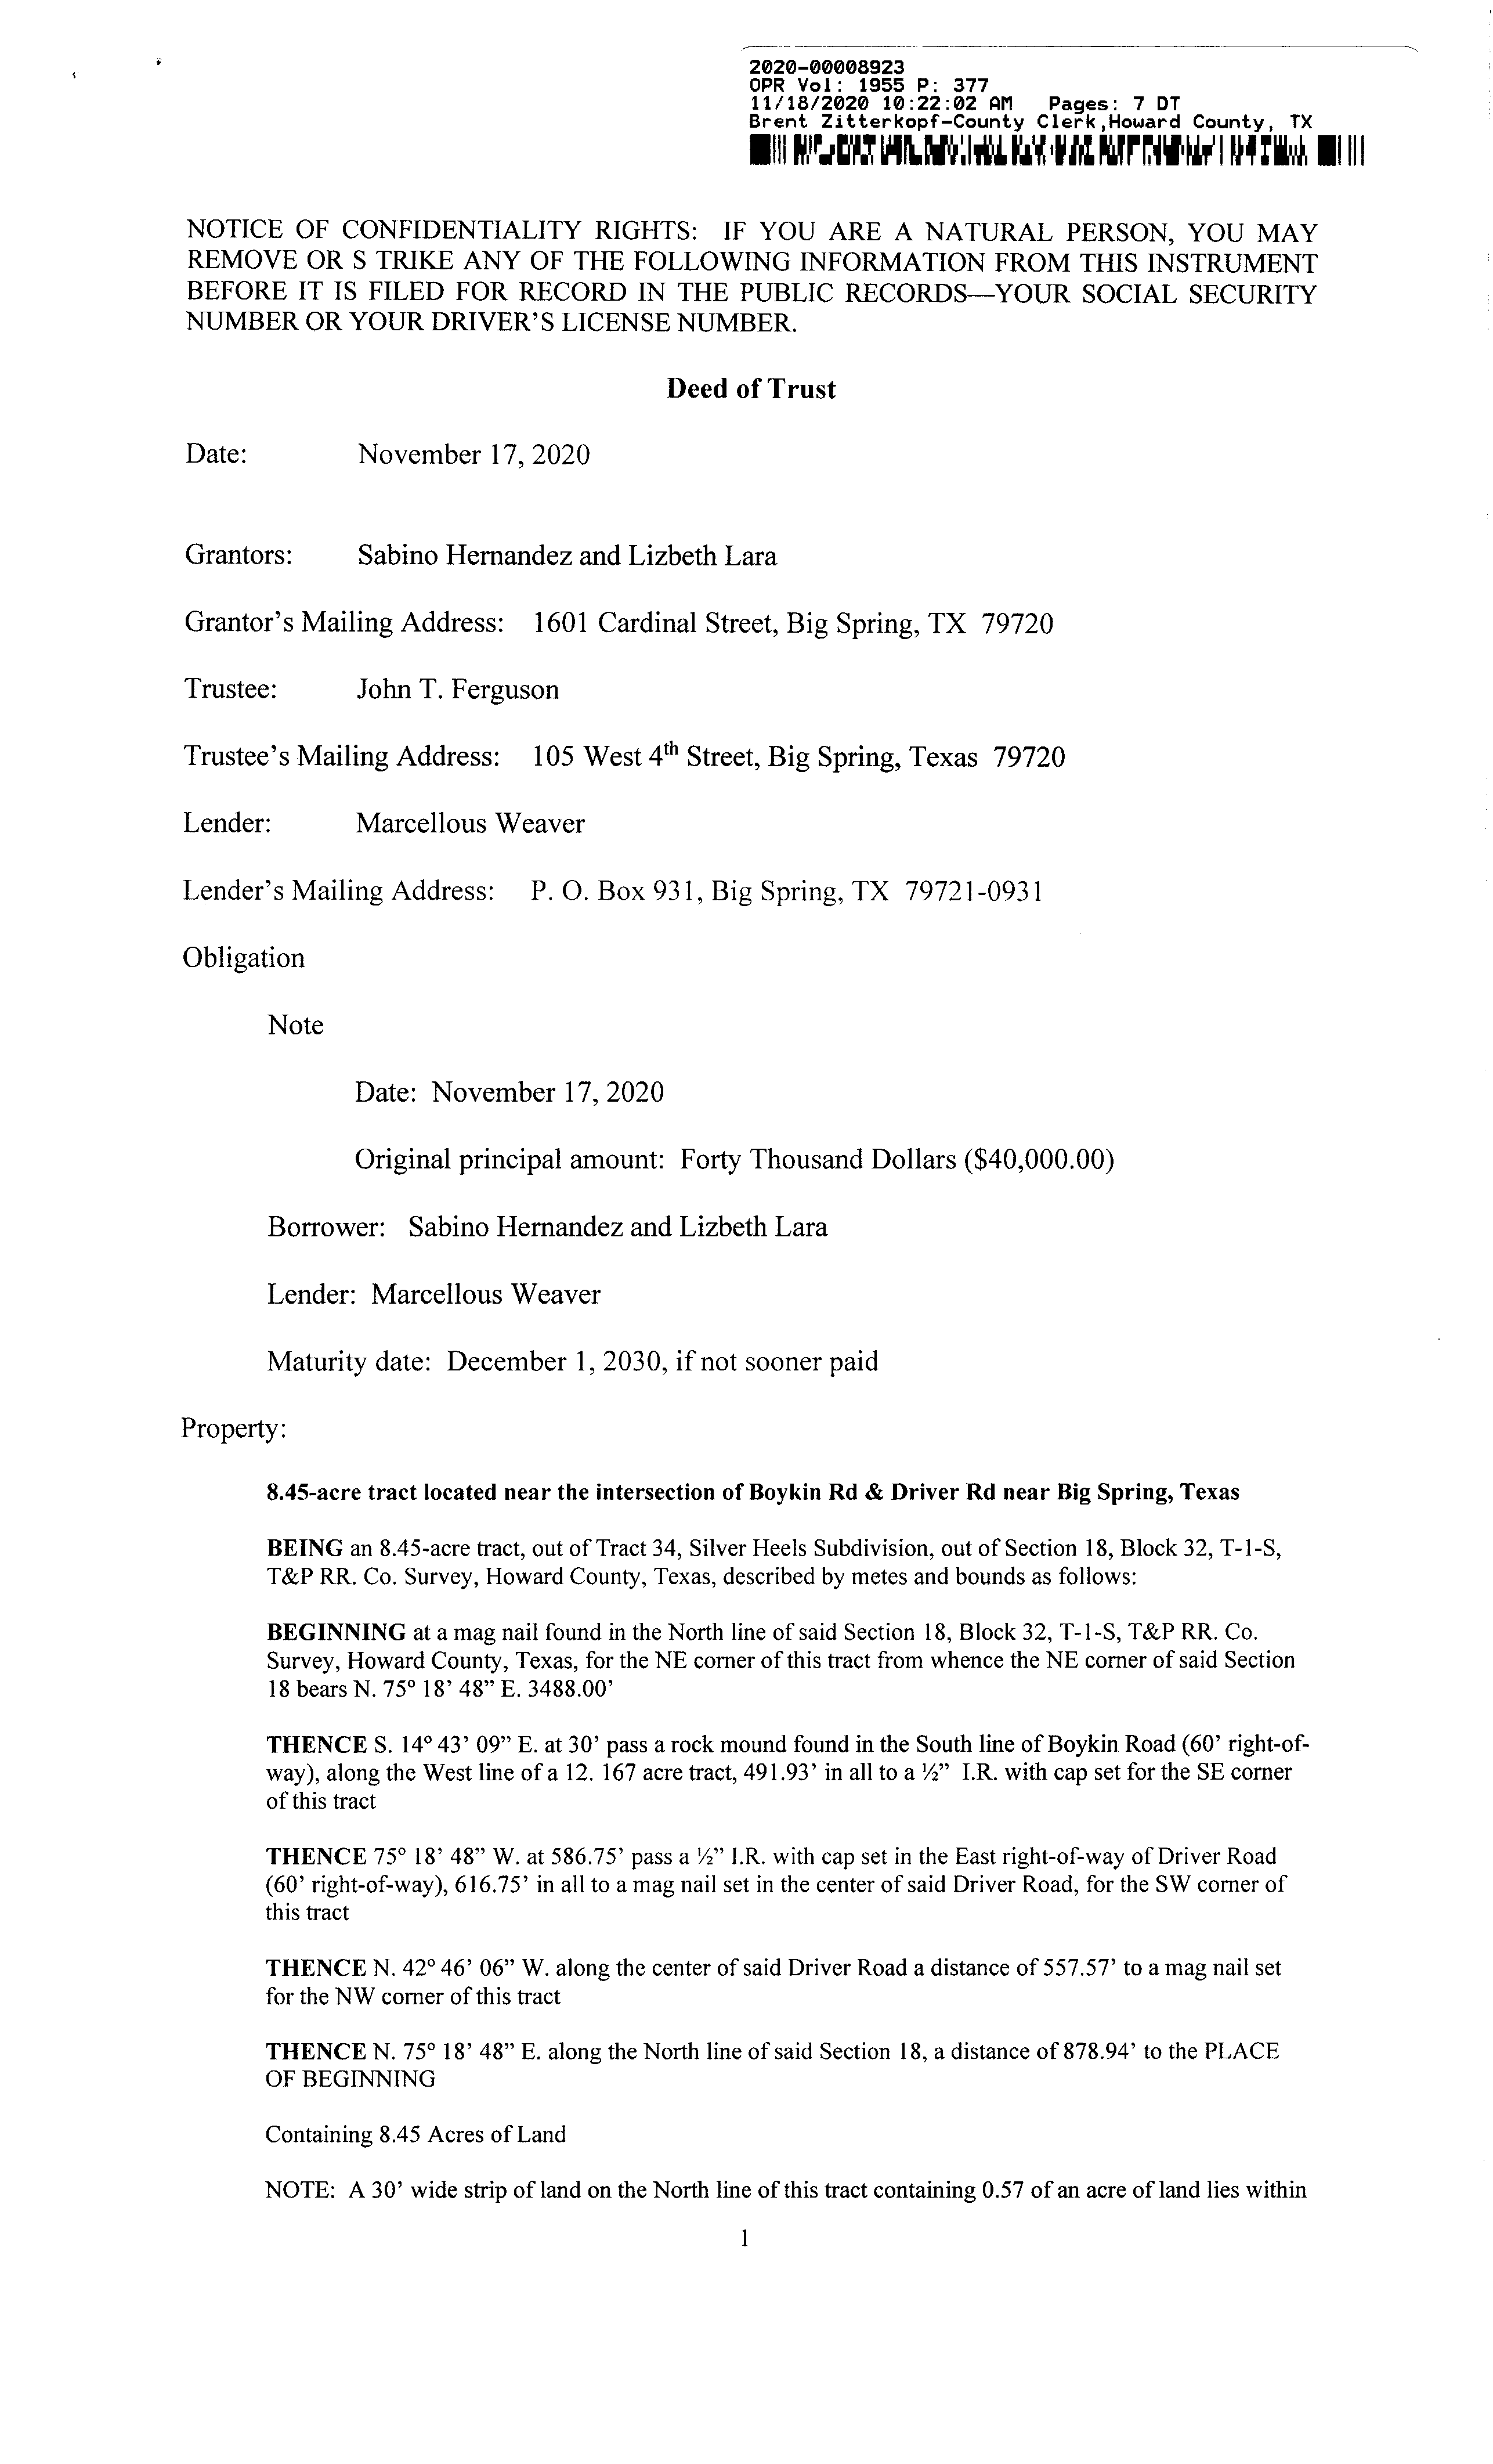 2020-00008923
OPR Vol: 1955 P: 377
11/18/2020 10:22:02 AM Pages: 7 DT
Brent Zitterkopf-County Clerk,Howard County, TX
NOTICE OF CONFIDENTIALITY RIGHTS: IF YOU ARE A NATURAL PERSON, YOU MAY
REMOVE OR S TRIKE ANY OF THE FOLLOWING INFORMATION FROM THIS INSTRUMENT
BEFORE IT IS FILED FOR RECORD IN THE PUBLIC RECORDS—YOUR SOCIAL SECURITY
NUMBER OR YOUR DRIVER'S LICENSE NUMBER.
Deed of Trust
Date: November 17, 2020
Grantors: Sabino Hernandez and Lizbeth Lara
Grantor's Mailing Address: 1601 Cardinal Street, Big Spring, TX 79720
Trustee: John T. Ferguson
Trustee's Mailing Address: 105 West 4th Street, Big Spring, Texas 79720
Lender: Marcellous Weaver
Lender's Mailing Address: P. O. Box 931, Big Spring, TX 79721-0931
Obligation
Note
Date: November 17, 2020
Original principal amount: Forty Thousand Dollars ($40,000.00)
Borrower: Sabino Hernandez and Lizbeth Lara
Lender: Marcellous Weaver
Maturity date: December 1, 2030, if not sooner paid
Property:
8.45-acre tract located near the intersection of Boykin Rd & Driver Rd near Big Spring, Texas
BEING an 8.45-acre tract, out of Tract 34, Silver Heels Subdivision, out of Section 18, Block 32, T-1-S,
T&P RR. Co. Survey, Howard County, Texas, described by metes and bounds as follows:
BEGINNING at a mag nail found in the North line of said Section 18, Block 32, T-1-S, T&P RR. Co.
Survey, Howard County, Texas, for the NE corner of this tract from whence the NE corner of said Section
18 bears N. 75° 18' 48" E. 3488.00'
THENCE S. 14° 43' 09" E. at 30' pass a rock mound found in the South line of Boykin Road (60' right-of-
way), along the West line of a 12. 167 acre tract, 491.93' in all to a ½" I.R. with cap set for the SE corner
of this tract
THENCE 75° 18' 48" W. at 586.75' pass a ½" I.R. with cap set in the East right-of-way of Driver Road
(60' right-of-way), 616.75' in all to a mag nail set in the center of said Driver Road, for the SW corner of
this tract
THENCE N. 42° 46' 06" W. along the center of said Driver Road a distance of 557.57' to a mag nail set
for the NW corner of this tract
THENCE N. 75° 18' 48" E. along the North line of said Section 18, a distance of 878.94' to the PLACE
OF BEGINNING
Containing 8.45 Acres of Land
NOTE: A 30' wide strip of land on the North line of this tract containing 0.57 of an acre of land lies within
1